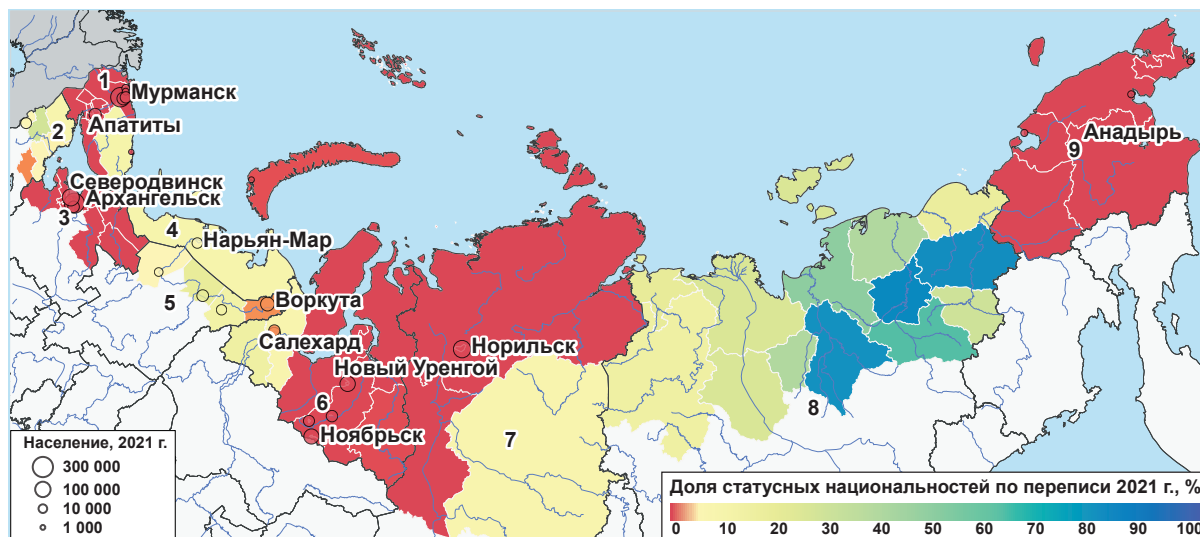 1
Мурманск
2
Апатиты
9
Анадырь
Северодвинск
Архангельск
3
4
Нарьян-Мар
5
Воркута
Салехард
Норильск
Новый Уренгой
6
7
8
Ноябрьск
Население, 2021 г.
300 000
100 000
10 000
1 000
Доля статусных национальностей по переписи 2021 г., %
0 10 20 30 40 50 60 70 80 90 100